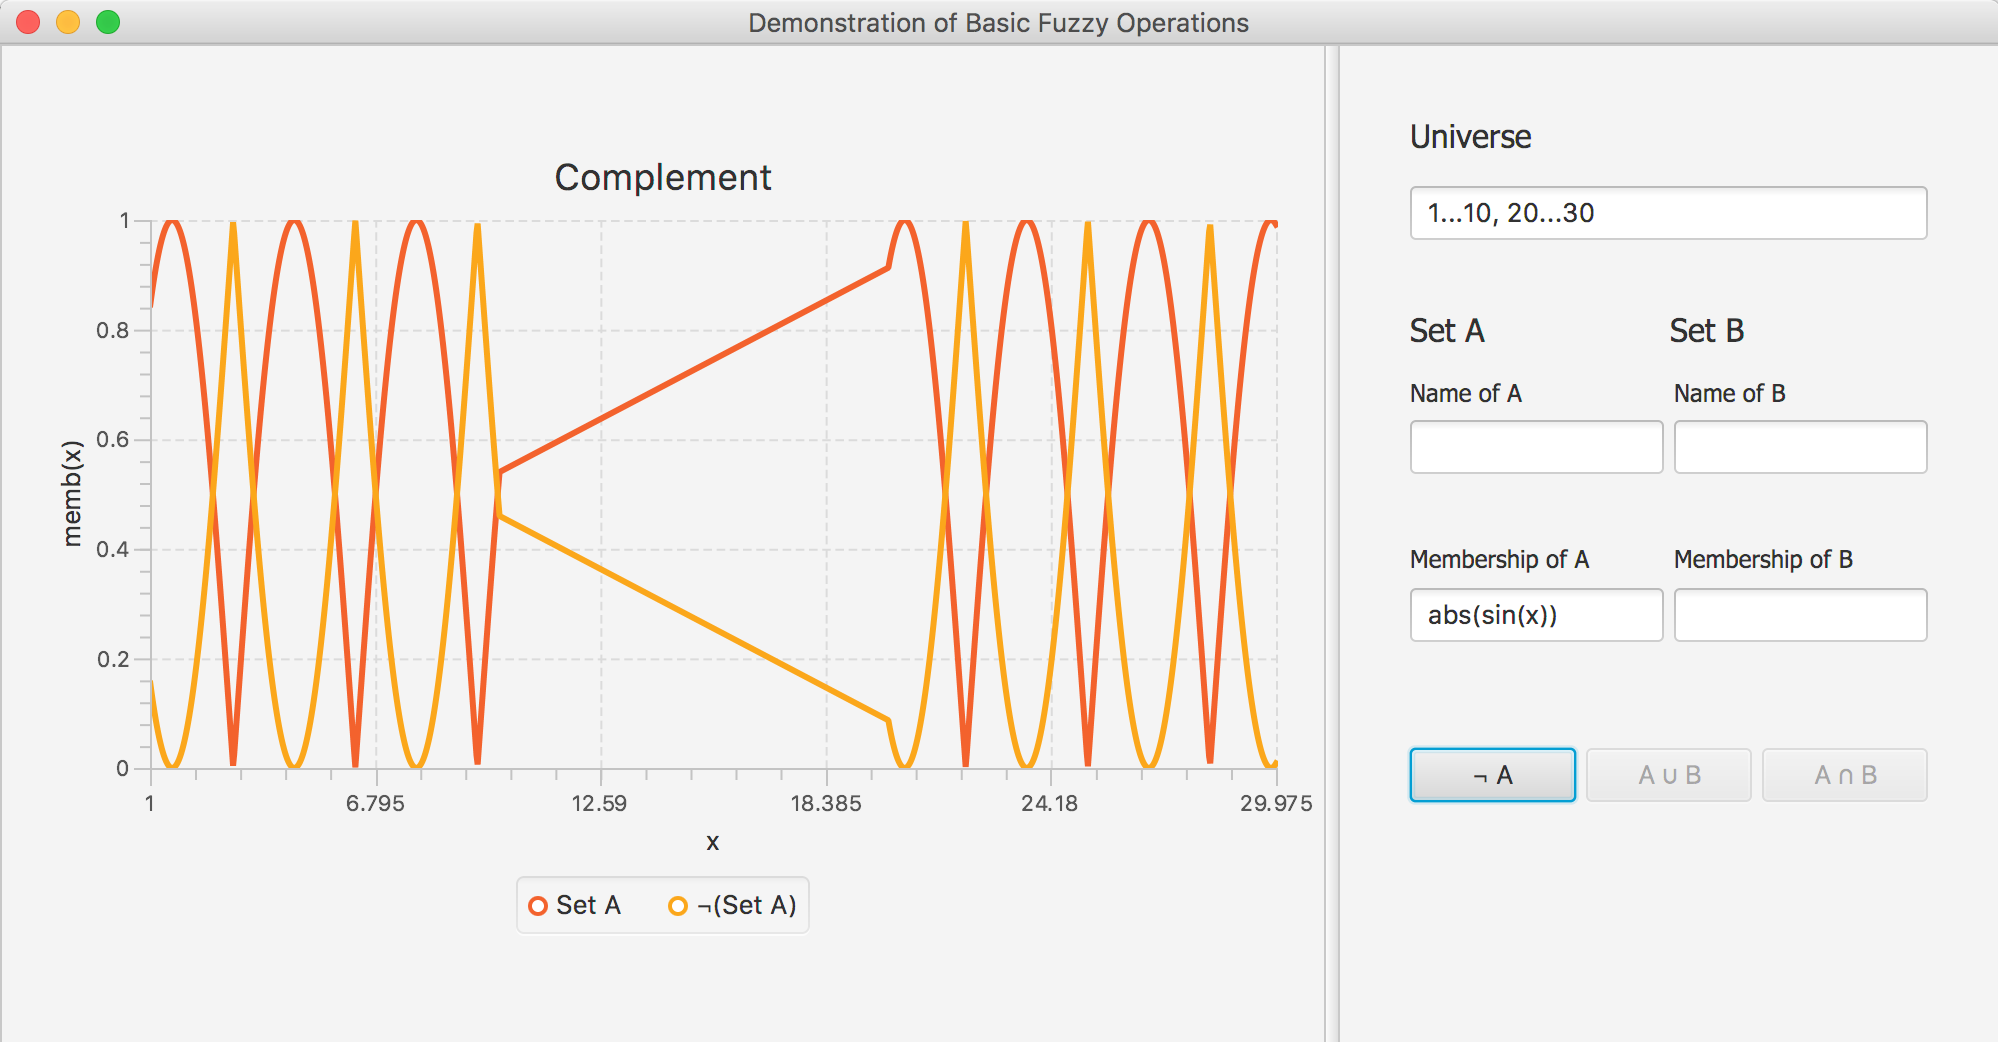 Demonstration of Basic Fuzzy Operations
Complement
memb(x)
1
0.8
0.6
0.4
0.2
0
1 6.795 12.59 18.385 24.18 29.975
x
Set A ¬(Set A)
Universe
1...10, 20...30
Set A Set B
Name of A Name of B
Membership of A Membership of B
abs(sin(x))
¬ A A ∪ B A ∩ B